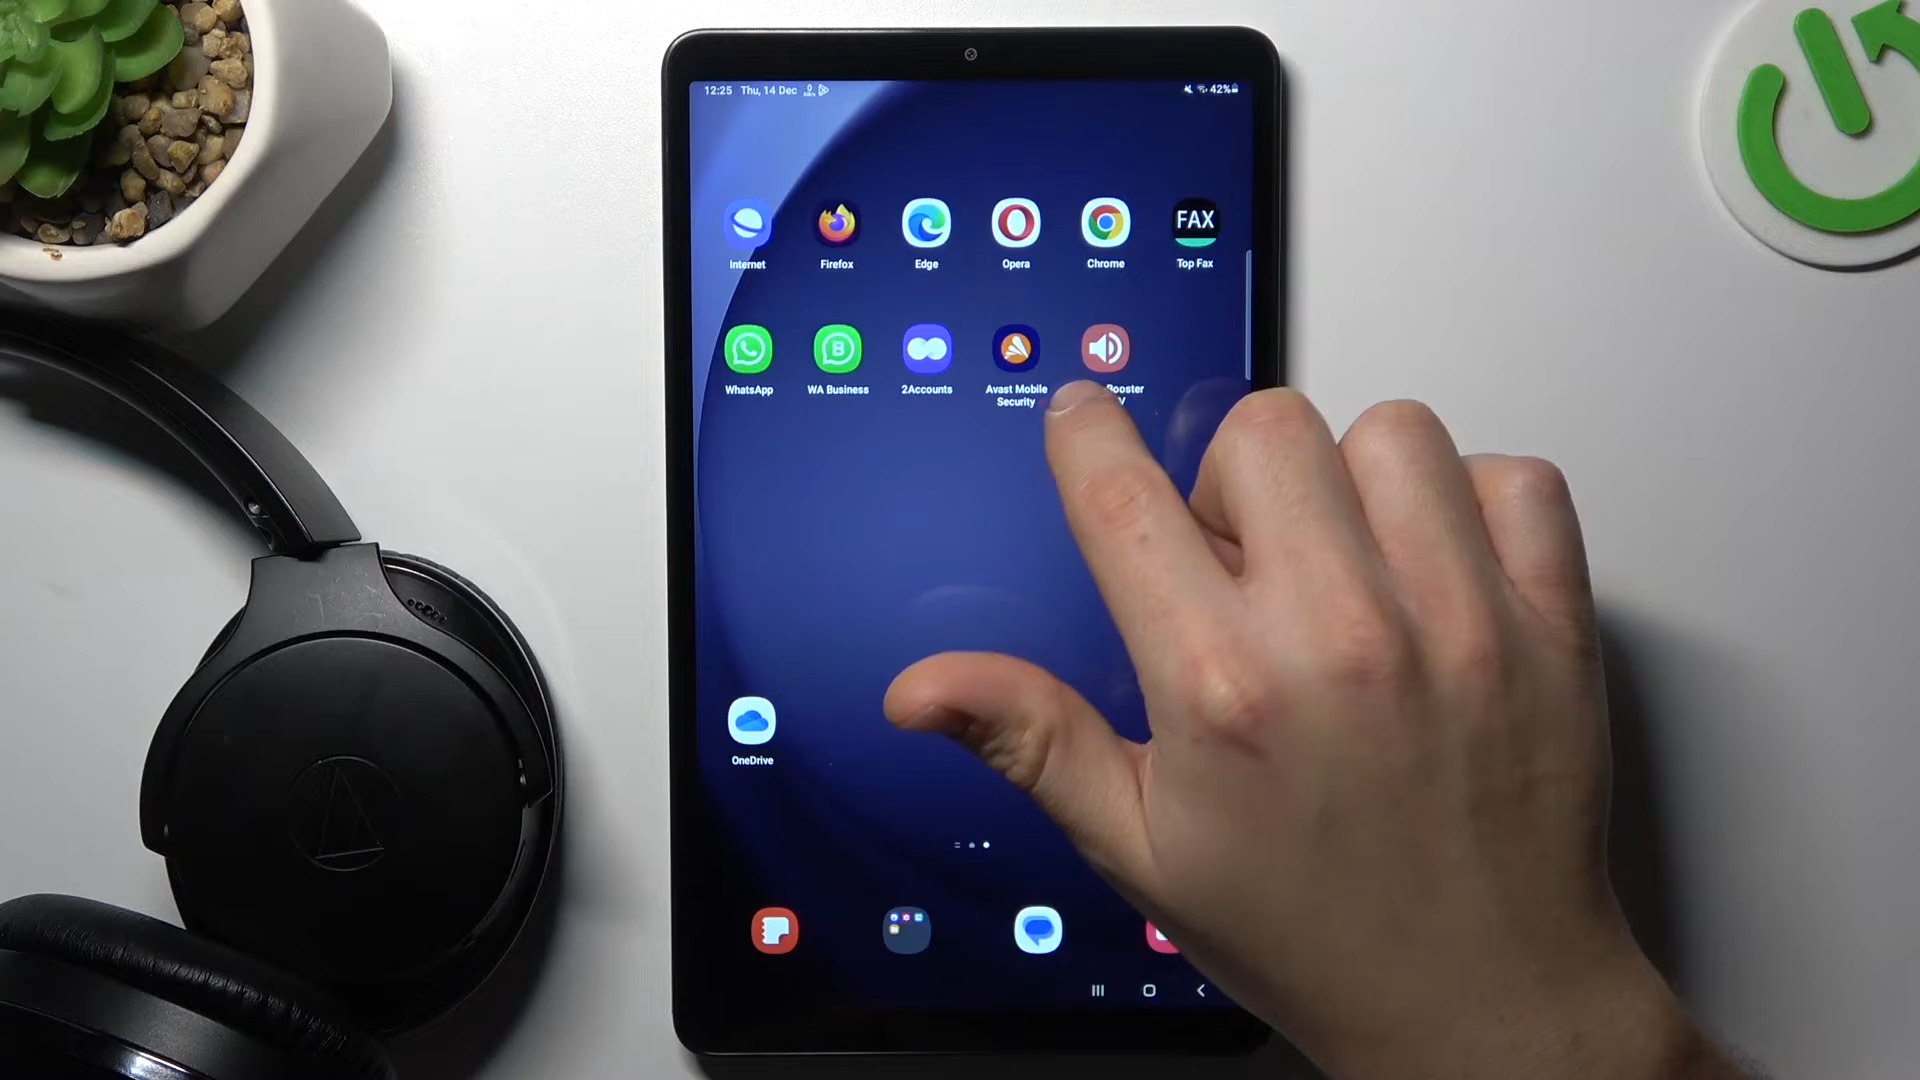 12:25 Thu, 14 Dec 42%
FAX
Internet Firefox Edge Opera Chrome Top Fax
B
WhatsApp WA Business 2Accounts Avast Mobile Security Booster
OneDrive